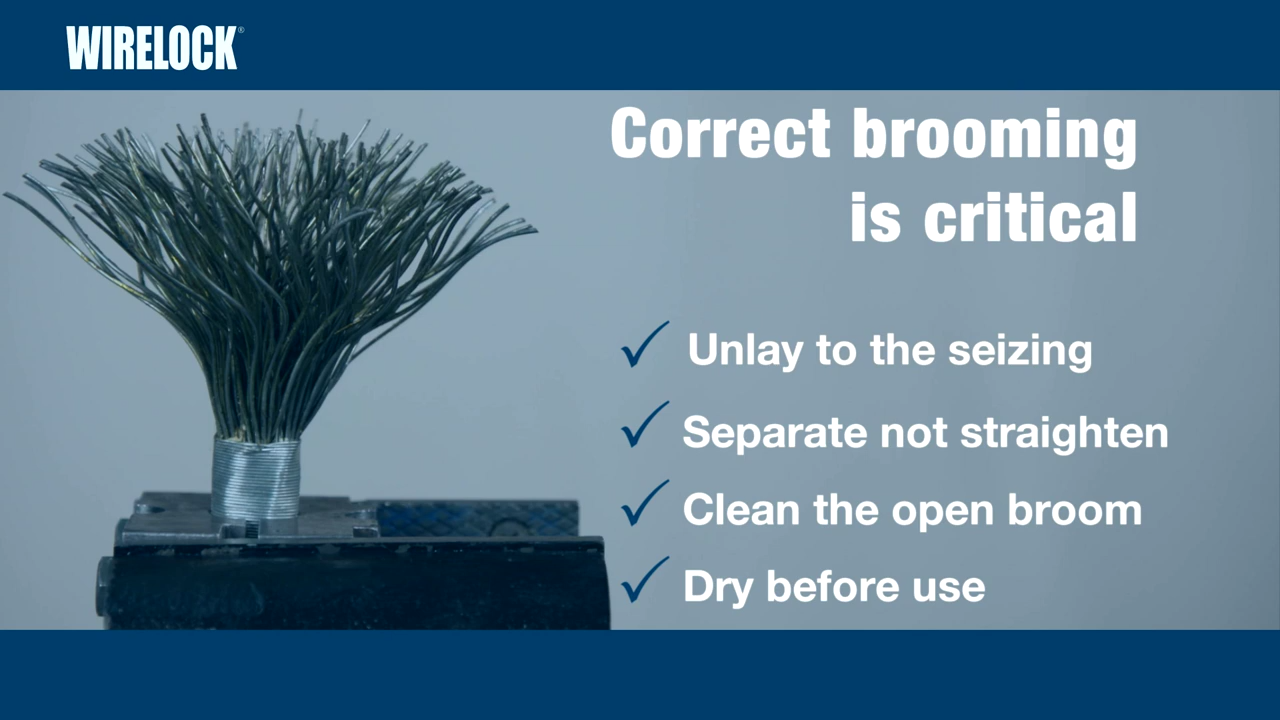 WIRELOCK®
Correct brooming
is critical
✓ Unlay to the seizing
✓ Separate not straighten
✓ Clean the open broom
✓ Dry before use